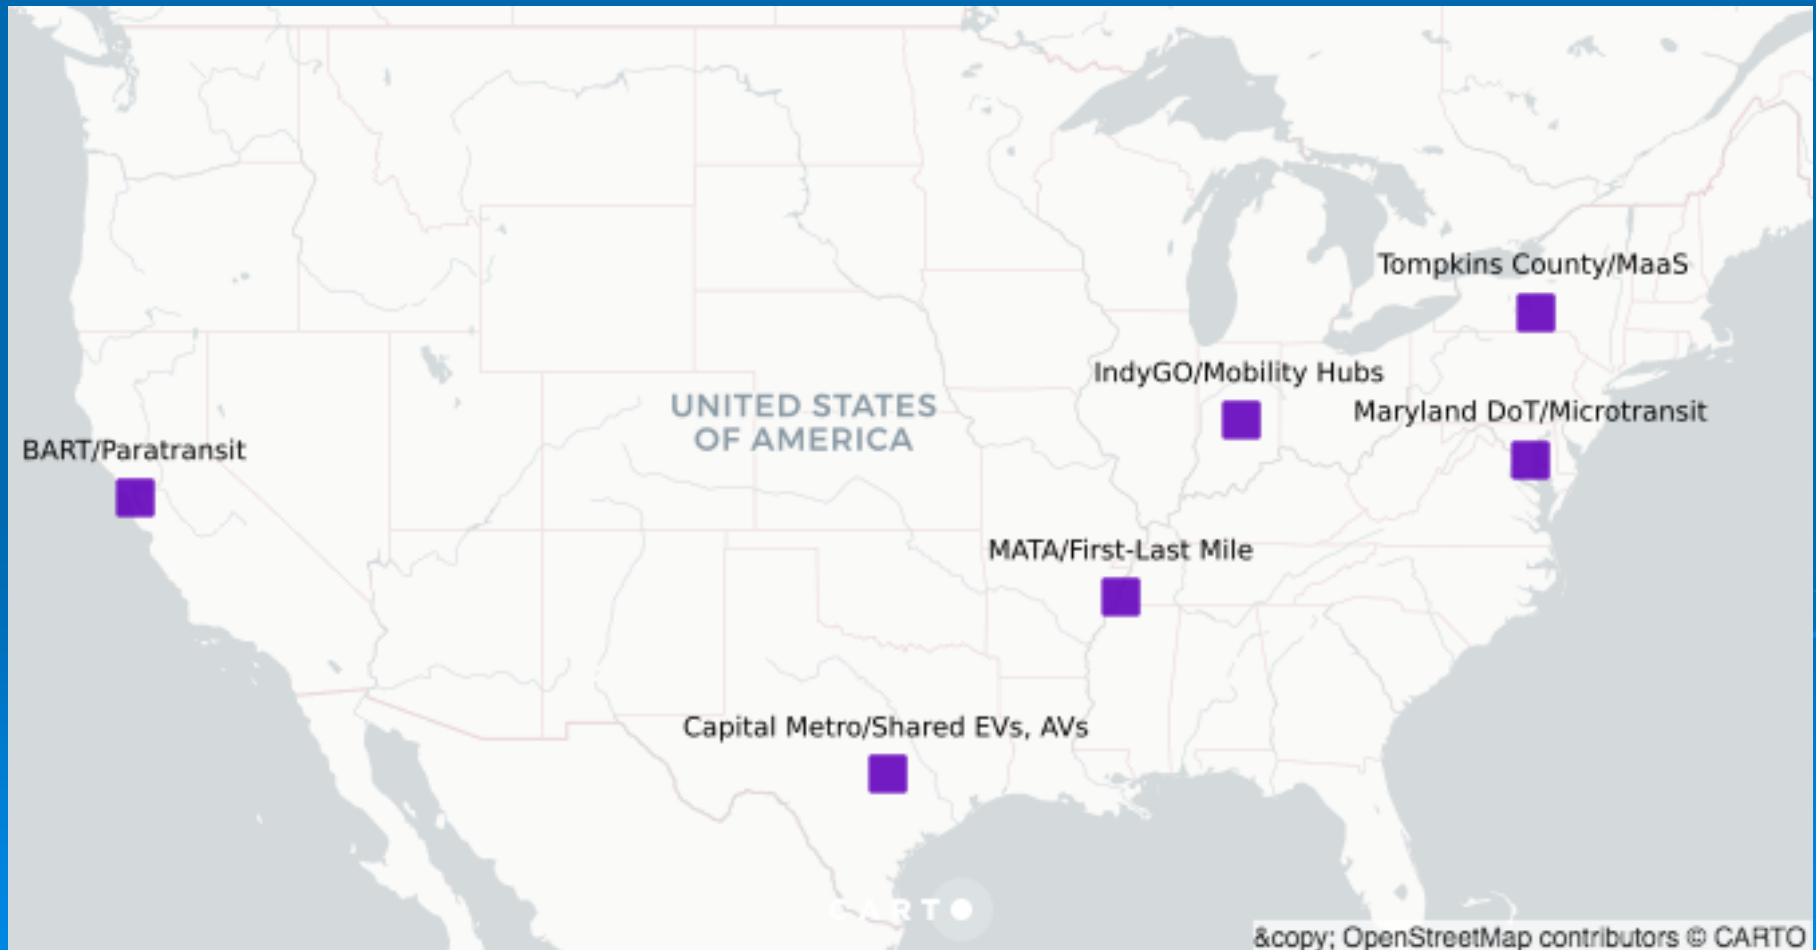 Tompkins County/MaaS
IndyGO/Mobility Hubs
UNITED STATES
OF AMERICA
Maryland DoT/Microtransit
BART/Paratransit
MATA/First-Last Mile
Capital Metro/Shared EVs, AVs
CARTO
&copy; OpenStreetMap contributors © CARTO